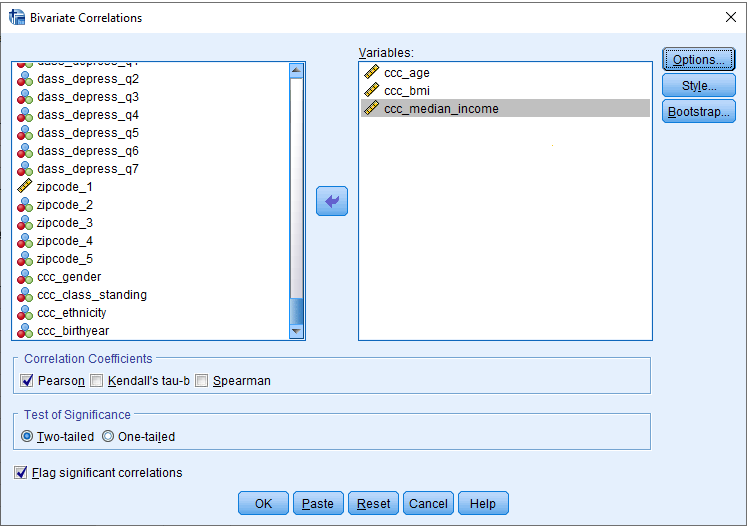 Bivariate Correlations
dass_depress_q1
dass_depress_q2
dass_depress_q3
dass_depress_q4
dass_depress_q5
dass_depress_q6
dass_depress_q7
zipcode_1
zipcode_2
zipcode_3
zipcode_4
zipcode_5
ccc_gender
ccc_class_standing
ccc_ethnicity
ccc_birthyear
Variables:
ccc_age
ccc_bmi
ccc_median_income
Options...
Style...
Bootstrap...
Correlation Coefficients
Pearson Kendall's tau-b Spearman
Test of Significance
Two-tailed One-tailed
Flag significant correlations
OK Paste Reset Cancel Help